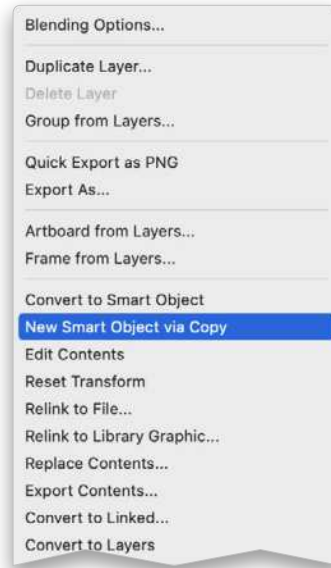 Blending Options...
Duplicate Layer...
Delete Layer
Group from Layers...
Quick Export as PNG
Export As...
Artboard from Layers...
Frame from Layers...
Convert to Smart Object
New Smart Object via Copy
Edit Contents
Reset Transform
Relink to File...
Relink to Library Graphic...
Replace Contents...
Export Contents...
Convert to Linked...
Convert to Layers